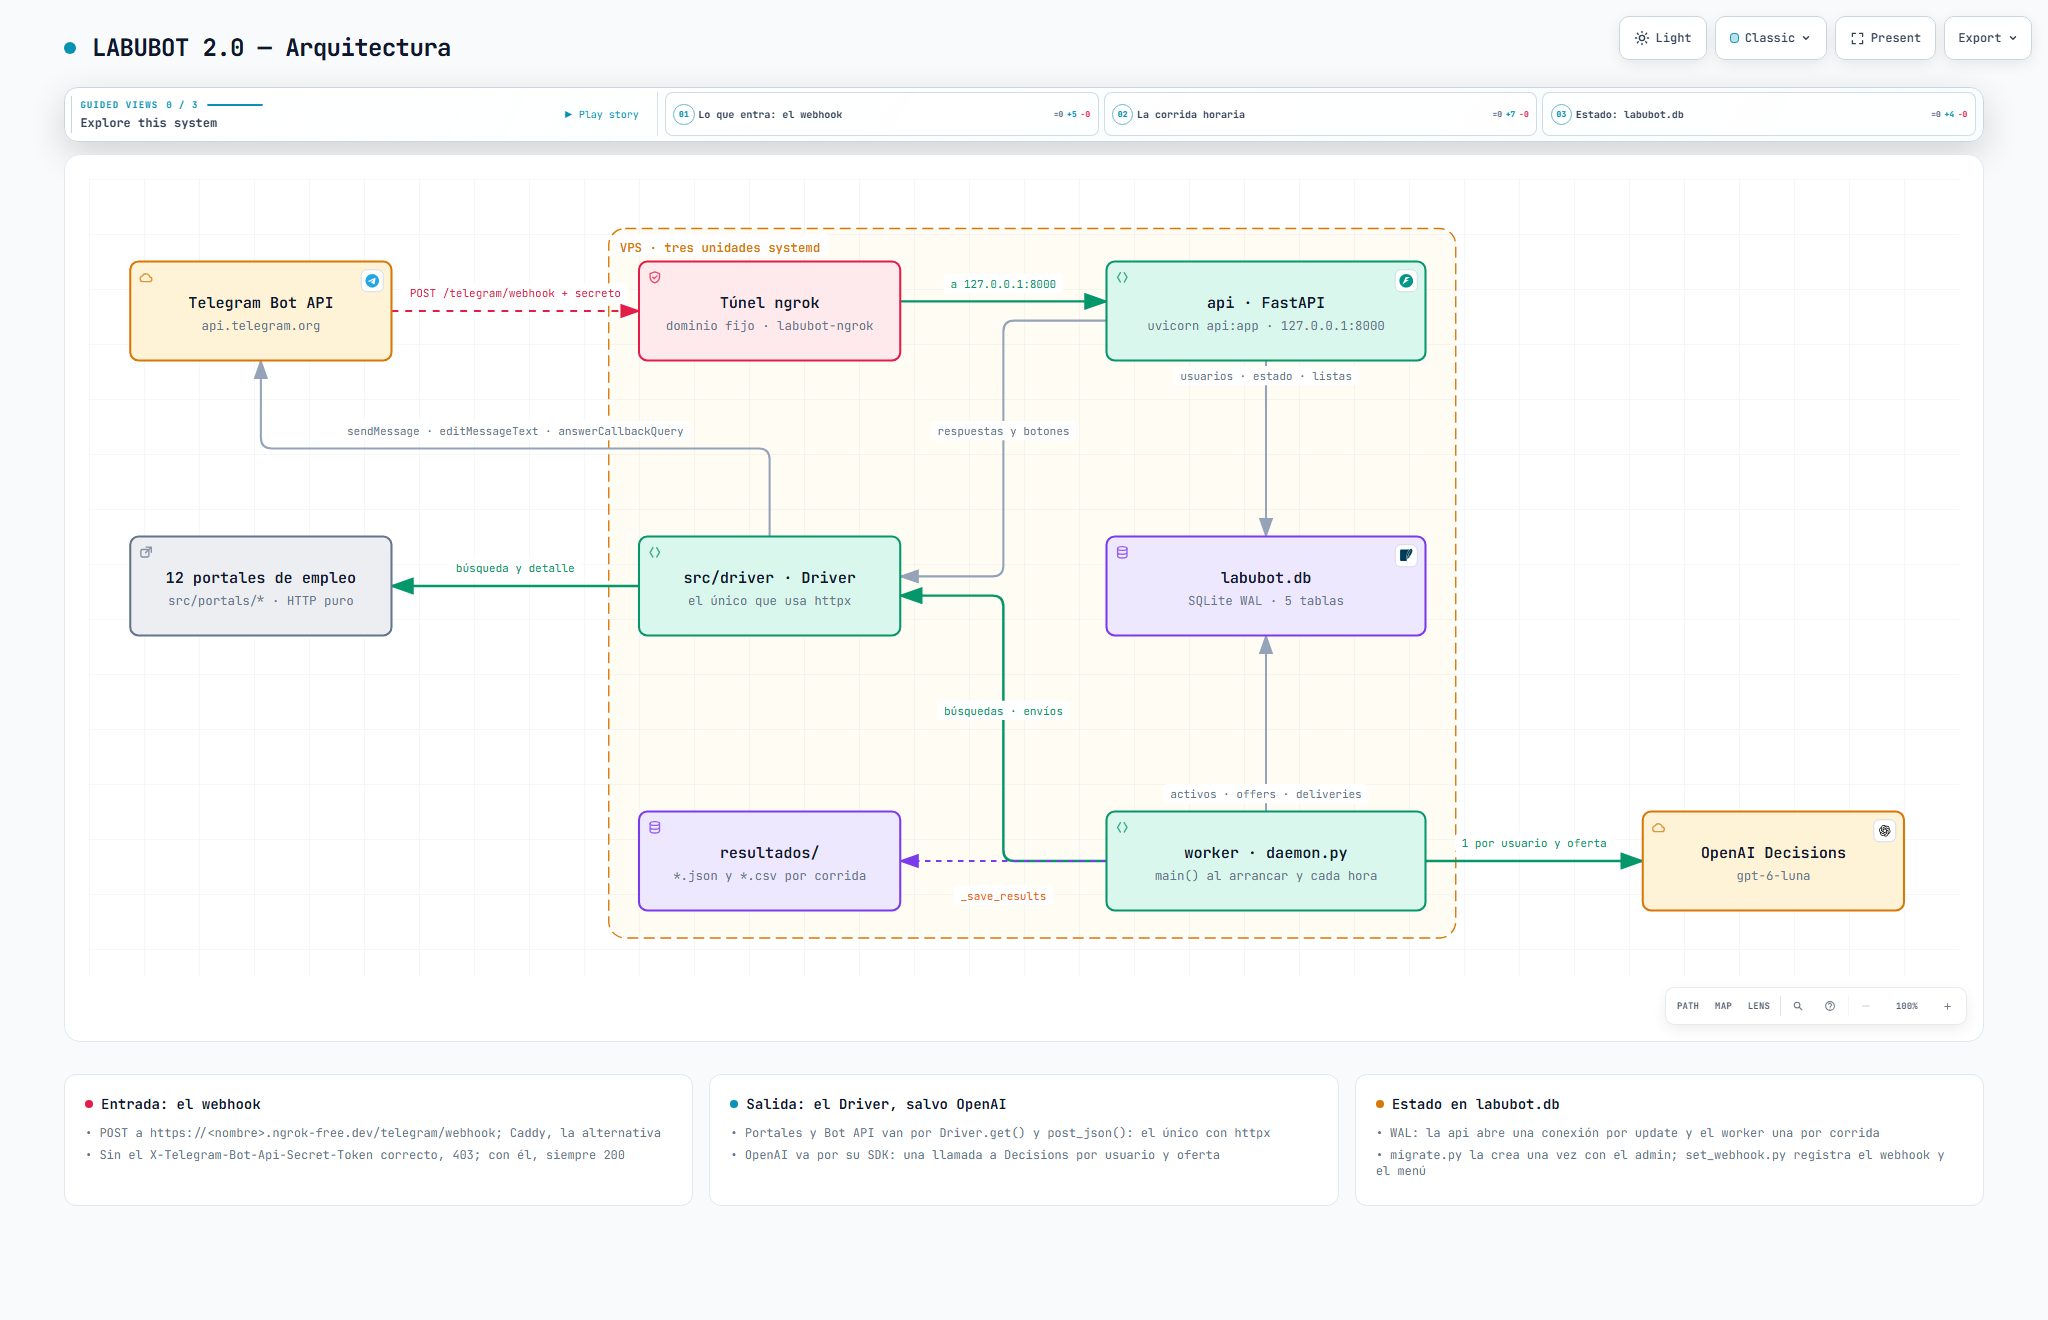 LABUBOT 2.0 — Arquitectura
Light
Classic
Present
Export
GUIDED VIEWS 0 / 3
Explore this system
▶ Play story
01 Lo que entra: el webhook =0 +5 -0
02 La corrida horaria =0 +7 -0
03 Estado: labubot.db =0 +4 -0
VPS · tres unidades systemd
Telegram Bot API
api.telegram.org
POST /telegram/webhook + secreto
Túnel ngrok
dominio fijo · labubot-ngrok
a 127.0.0.1:8000
api · FastAPI
uvicorn api:app · 127.0.0.1:8000
usuarios · estado · listas
sendMessage · editMessageText · answerCallbackQuery
respuestas y botones
12 portales de empleo
src/portals/* · HTTP puro
búsqueda y detalle
src/driver · Driver
el único que usa httpx
labubot.db
SQLite WAL · 5 tablas
búsquedas · envíos
activos · offers · deliveries
resultados/
*.json y *.csv por corrida
_save_results
worker · daemon.py
main() al arrancar y cada hora
1 por usuario y oferta
OpenAI Decisions
gpt-6-luna
PATH MAP LENS − 100% +
Entrada: el webhook
• POST a https://<nombre>.ngrok-free.dev/telegram/webhook; Caddy, la alternativa
• Sin el X-Telegram-Bot-Api-Secret-Token correcto, 403; con él, siempre 200
Salida: el Driver, salvo OpenAI
• Portales y Bot API van por Driver.get() y post_json(): el único con httpx
• OpenAI va por su SDK: una llamada a Decisions por usuario y oferta
Estado en labubot.db
• WAL: la api abre una conexión por update y el worker una por corrida
• migrate.py la crea una vez con el admin; set_webhook.py registra el webhook y
el menú